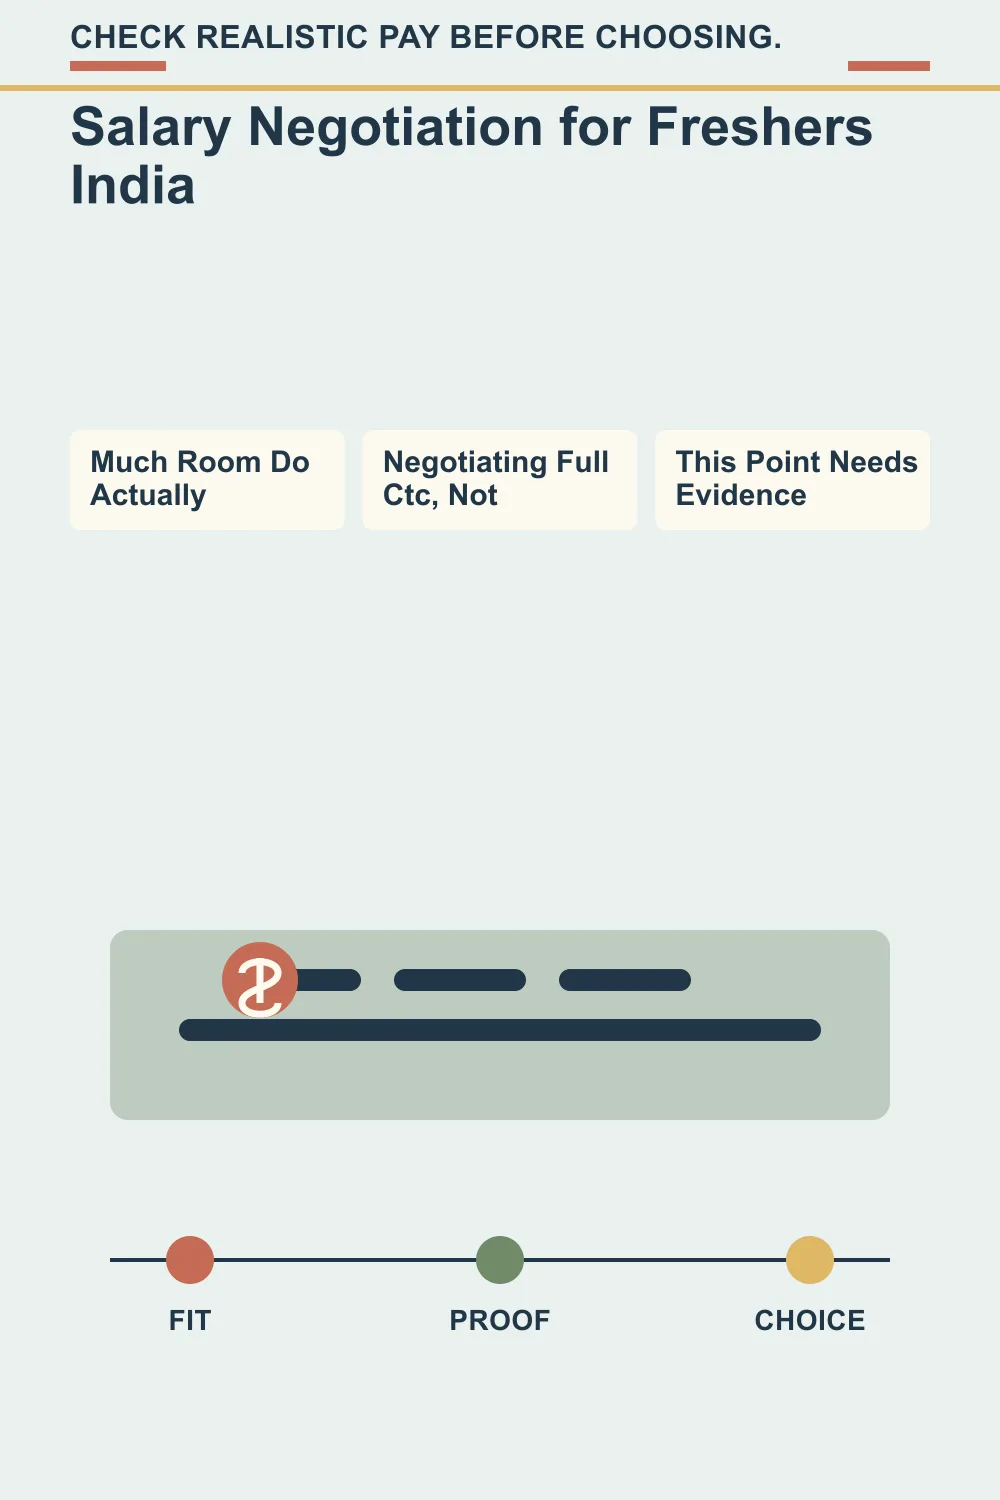 CHECK REALISTIC PAY BEFORE CHOOSING.
Salary Negotiation for Freshers
India
Much Room Do
Actually
Negotiating Full
Ctc, Not
This Point Needs
Evidence
FIT
PROOF
CHOICE